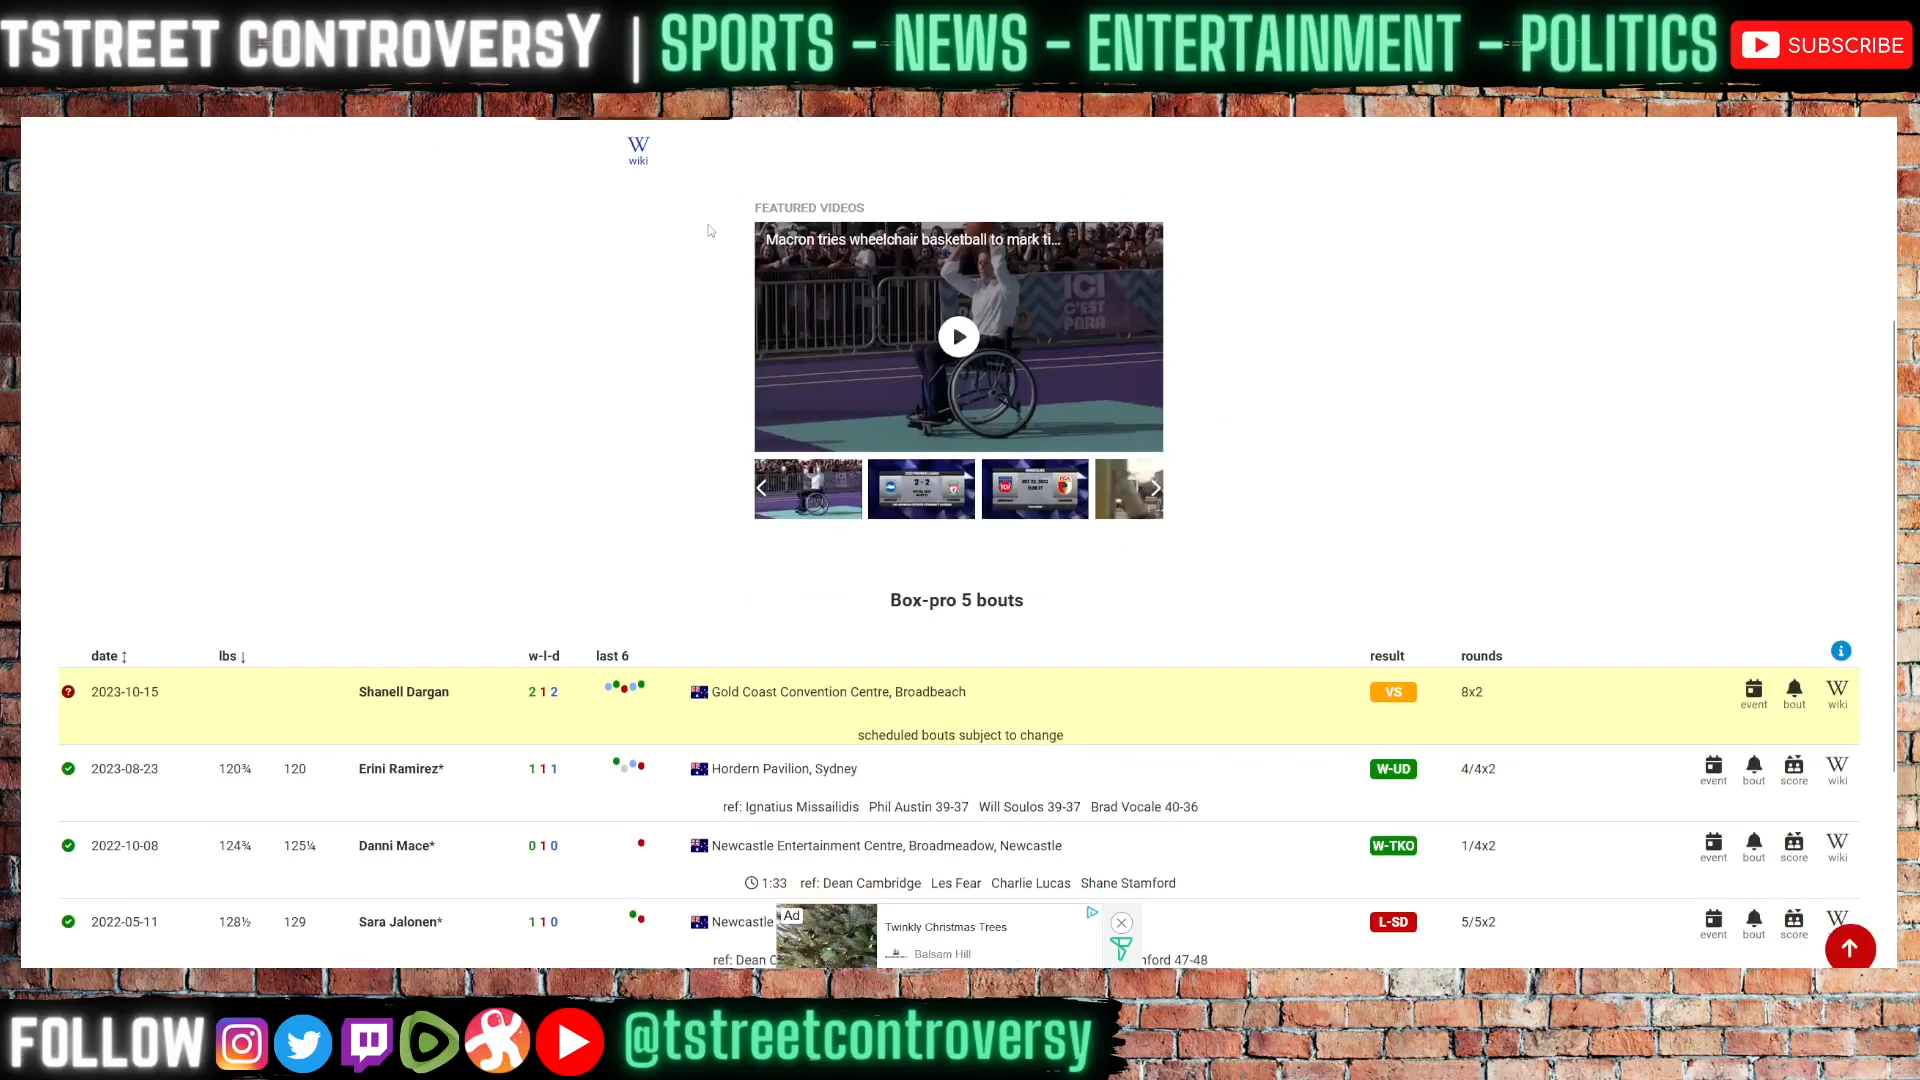 TSTREET CONTROVERSY | SPORTS - NEWS - ENTERTAINMENT - POLITICS SUBSCRIBE
W
wiki
FEATURED VIDEOS
Macron tries wheelchair basketball to mark ti...
ICI
C'EST
PARA
2 - 2
Box-pro 5 bouts
date ↕ lbs ↓ w-l-d last 6 result rounds i
? 2023-10-15 Shanell Dargan 2 1 2 Gold Coast Convention Centre, Broadbeach VS 8x2 event bout W wiki
scheduled bouts subject to change
2023-08-23 120¾ 120 Erini Ramirez* 1 1 1 Hordern Pavilion, Sydney W-UD 4/4x2 event bout score W wiki
ref: Ignatius Missailidis Phil Austin 39-37 Will Soulos 39-37 Brad Vocale 40-36
2022-10-08 124¾ 125¼ Danni Mace* 0 1 0 Newcastle Entertainment Centre, Broadmeadow, Newcastle W-TKO 1/4x2 event bout score W wiki
1:33 ref: Dean Cambridge Les Fear Charlie Lucas Shane Stamford
2022-05-11 128½ 129 Sara Jalonen* 1 1 0 Newcastle L-SD 5/5x2 event bout score W wiki
Ad
Twinkly Christmas Trees
Balsam Hill
ref: Dean C nford 47-48
FOLLOW @tstreetcontroversy